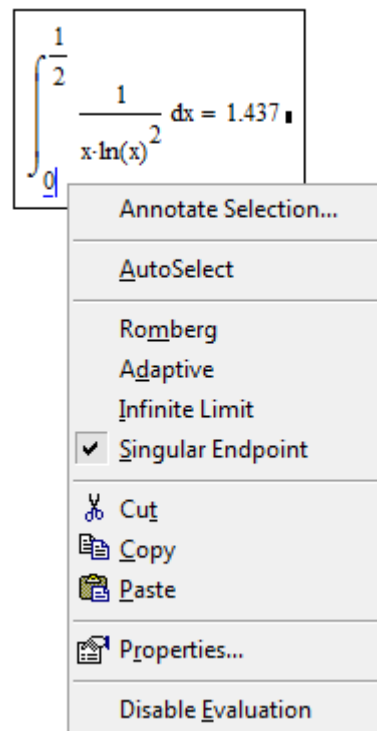 ∫₀^(1/2) 1/(x·ln(x)²) dx = 1.437
Annotate Selection...
AutoSelect
Romberg
Adaptive
Infinite Limit
Singular Endpoint
Cut
Copy
Paste
Properties...
Disable Evaluation